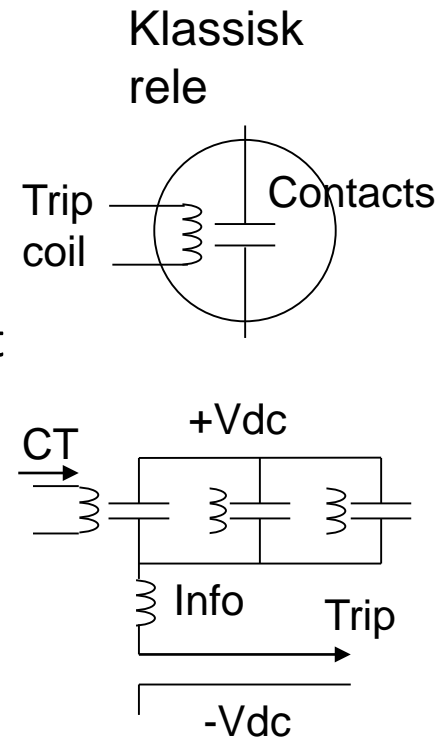 Klassisk
rele
Trip
coil
Contacts
t
CT
+Vdc
Info
Trip
-Vdc